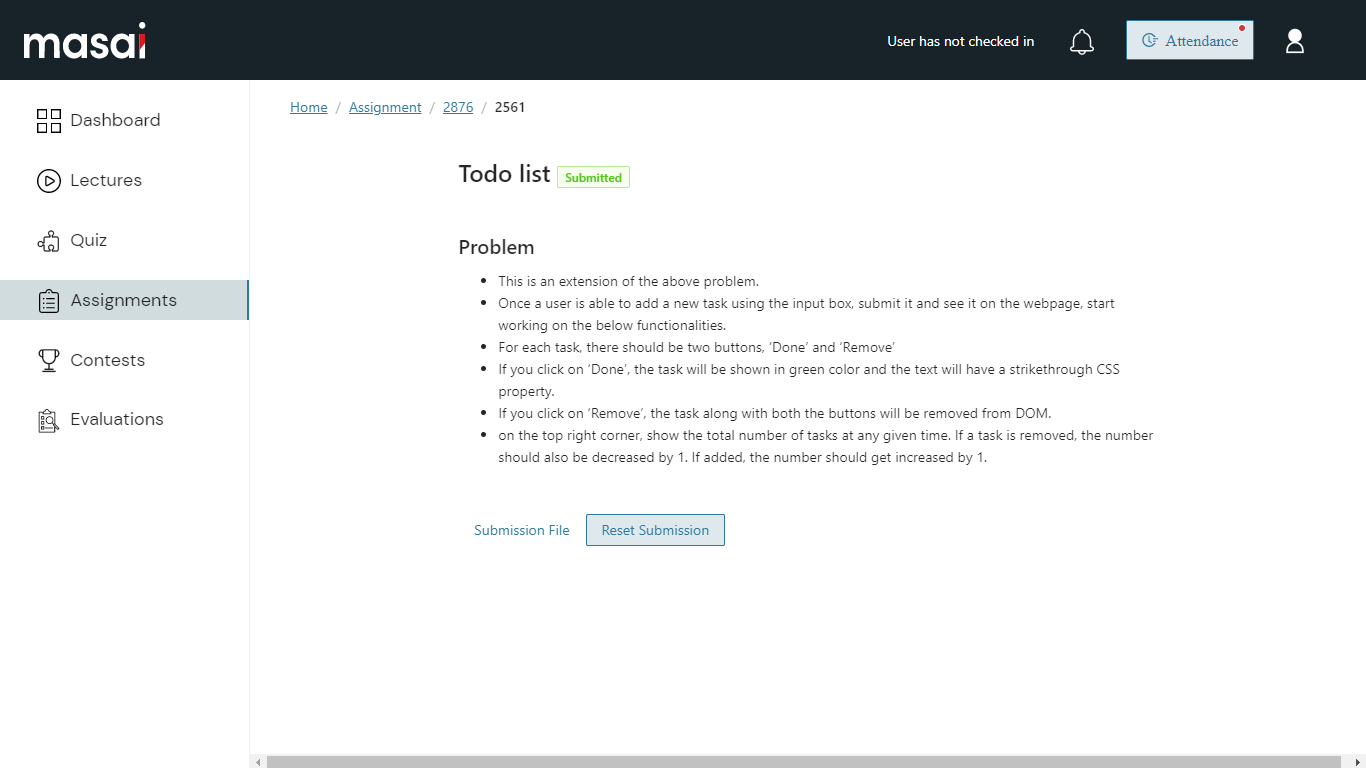 masai
User has not checked in
Attendance
Dashboard
Lectures
Quiz
Assignments
Contests
Evaluations
Home / Assignment / 2876 / 2561
Todo list Submitted
Problem
• This is an extension of the above problem.
• Once a user is able to add a new task using the input box, submit it and see it on the webpage, start
working on the below functionalities.
• For each task, there should be two buttons, ‘Done’ and ‘Remove’
• If you click on ‘Done’, the task will be shown in green color and the text will have a strikethrough CSS
property.
• If you click on ‘Remove’, the task along with both the buttons will be removed from DOM.
• on the top right corner, show the total number of tasks at any given time. If a task is removed, the number
should also be decreased by 1. If added, the number should get increased by 1.
Submission File
Reset Submission